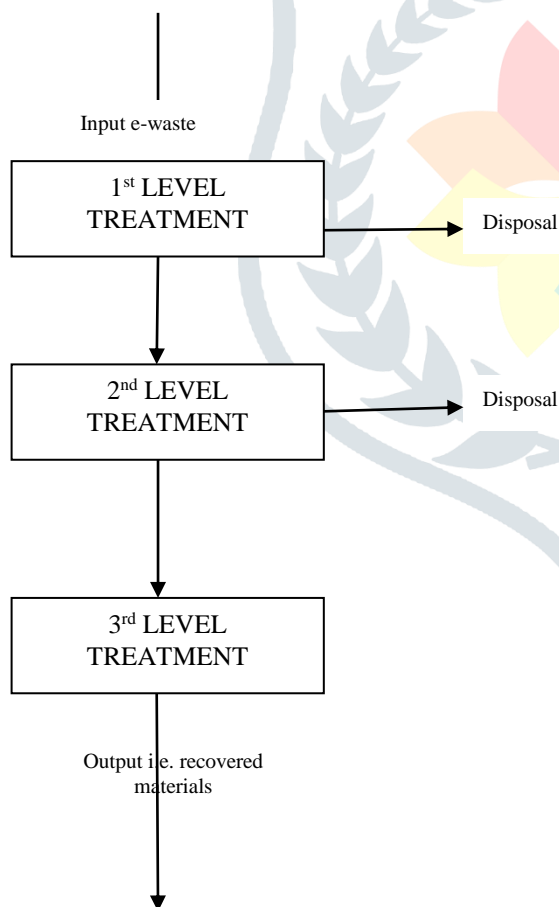 Input e-waste
1st LEVEL
TREATMENT
Disposal
2nd LEVEL
TREATMENT
Disposal
3rd LEVEL
TREATMENT
Output i.e. recovered
materials